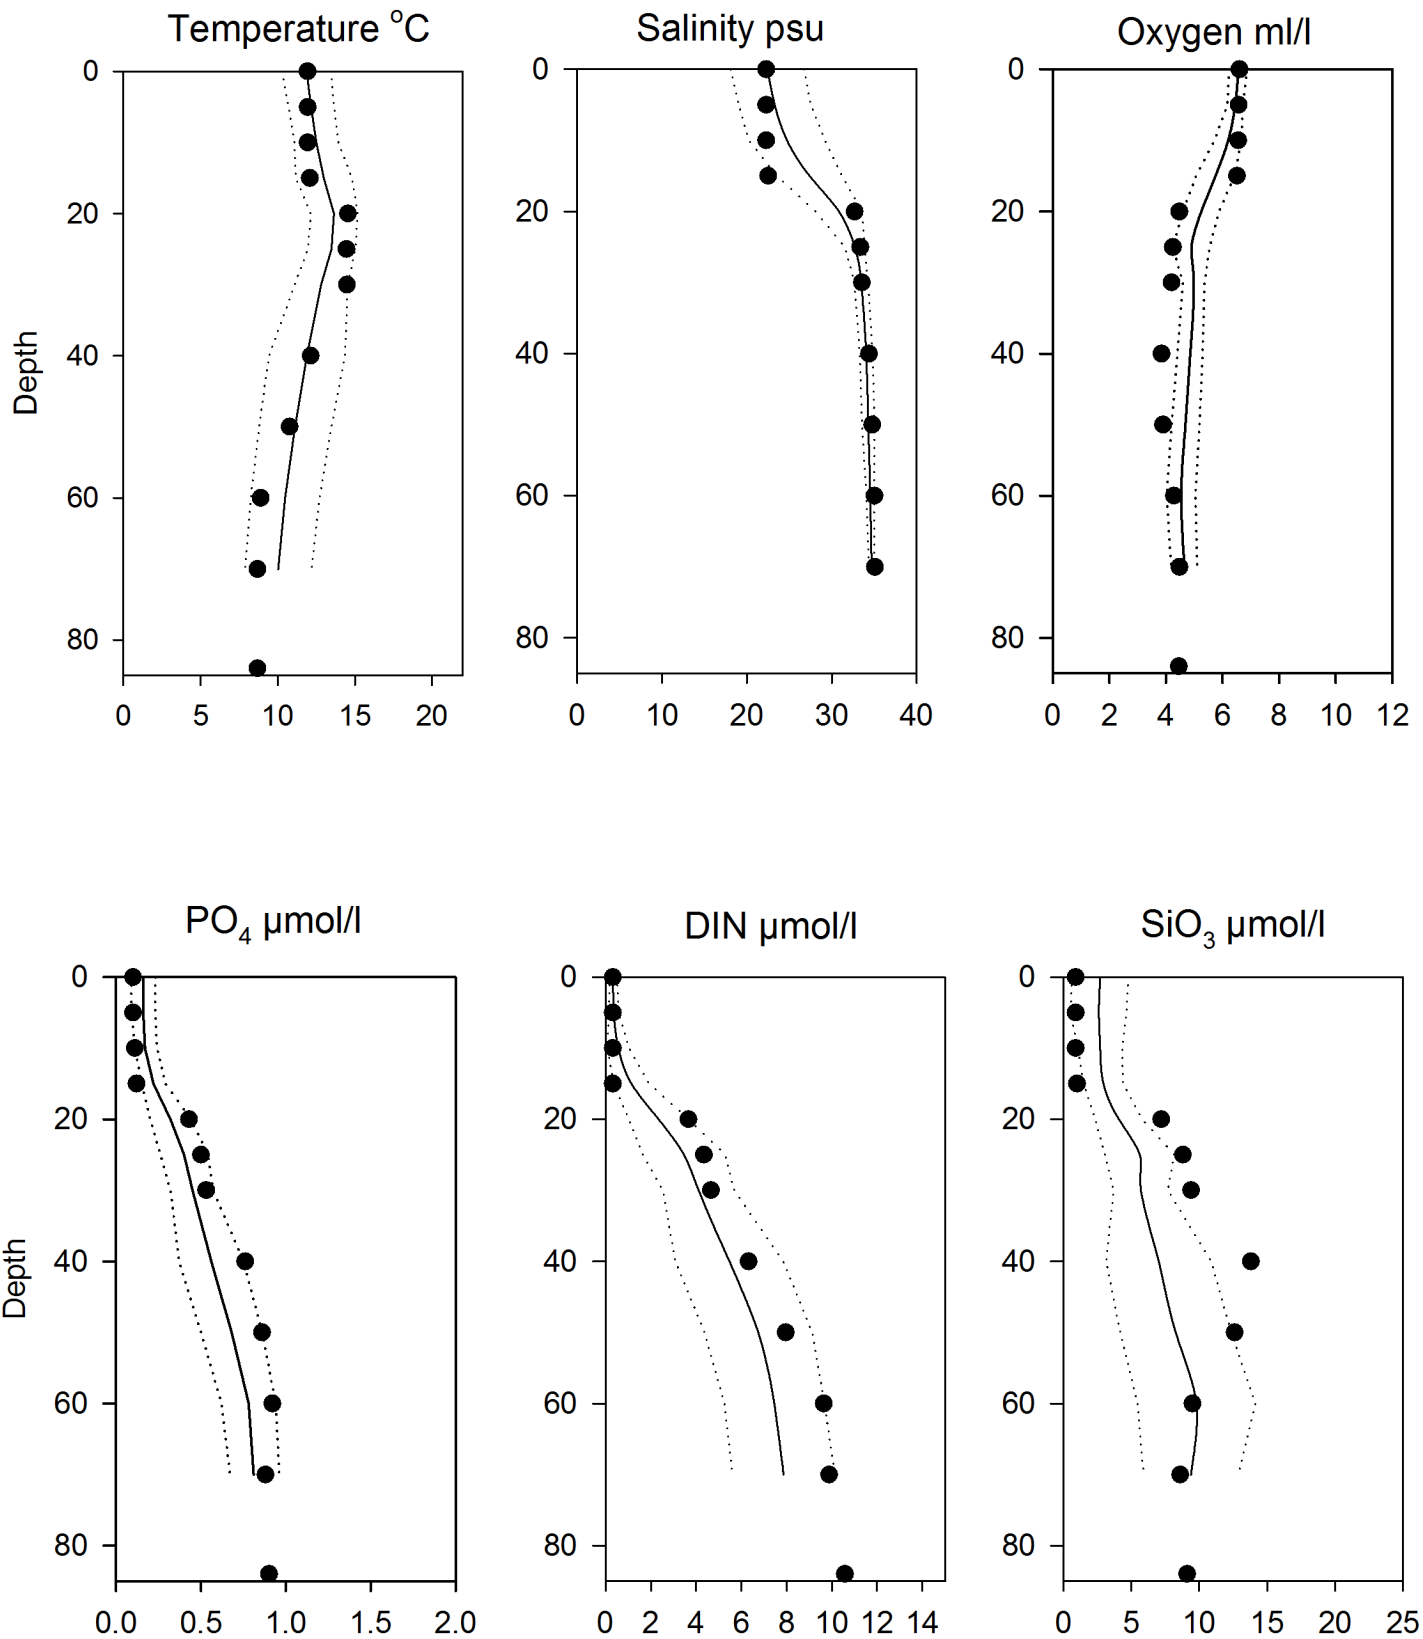 Temperature °C
Salinity psu
Oxygen ml/l
0
20
40
60
80
Depth
0 5 10 15 20
0
20
40
60
80
0 10 20 30 40
0
20
40
60
80
0 2 4 6 8 10 12
PO₄ µmol/l
DIN µmol/l
SiO₃ µmol/l
0
20
40
60
80
Depth
0.0 0.5 1.0 1.5 2.0
0
20
40
60
80
0 2 4 6 8 10 12 14
0
20
40
60
80
0 5 10 15 20 25